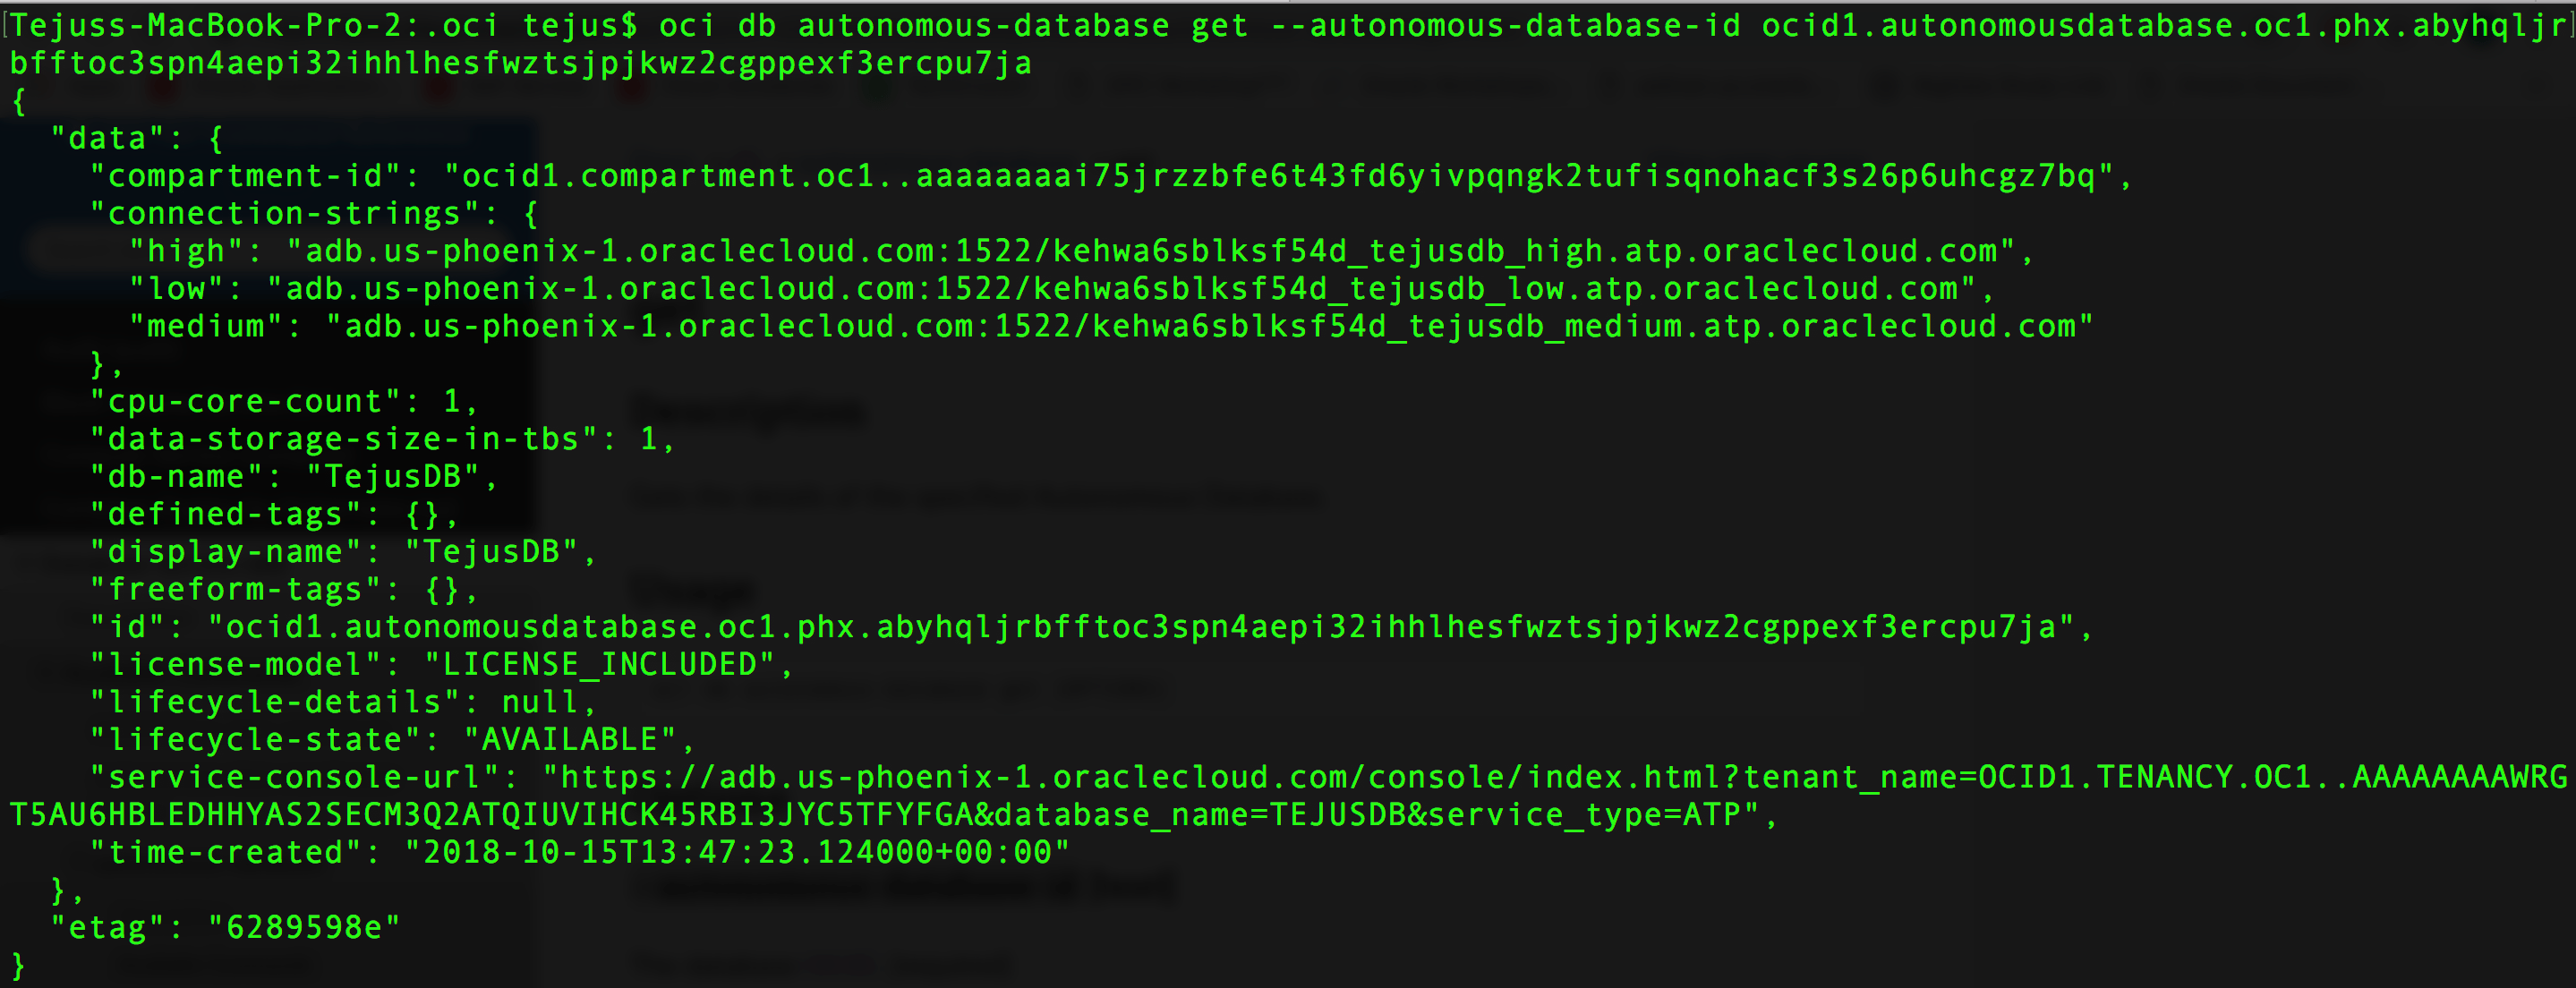 Tejuss-MacBook-Pro-2:.oci tejus$ oci db autonomous-database get --autonomous-database-id ocid1.autonomousdatabase.oc1.phx.abyhqljr
bfftoc3spn4aepi32ihhlhesfwztsjpjkwz2cgppexf3ercpu7ja
{
  "data": {
    "compartment-id": "ocid1.compartment.oc1..aaaaaaaai75jrzzbfe6t43fd6yivpqngk2tufisqnohacf3s26p6uhcgz7bq",
    "connection-strings": {
      "high": "adb.us-phoenix-1.oraclecloud.com:1522/kehwa6sblksf54d_tejusdb_high.atp.oraclecloud.com",
      "low": "adb.us-phoenix-1.oraclecloud.com:1522/kehwa6sblksf54d_tejusdb_low.atp.oraclecloud.com",
      "medium": "adb.us-phoenix-1.oraclecloud.com:1522/kehwa6sblksf54d_tejusdb_medium.atp.oraclecloud.com"
    },
    "cpu-core-count": 1,
    "data-storage-size-in-tbs": 1,
    "db-name": "TejusDB",
    "defined-tags": {},
    "display-name": "TejusDB",
    "freeform-tags": {},
    "id": "ocid1.autonomousdatabase.oc1.phx.abyhqljrbfftoc3spn4aepi32ihhlhesfwztsjpjkwz2cgppexf3ercpu7ja",
    "license-model": "LICENSE_INCLUDED",
    "lifecycle-details": null,
    "lifecycle-state": "AVAILABLE",
    "service-console-url": "https://adb.us-phoenix-1.oraclecloud.com/console/index.html?tenant_name=OCID1.TENANCY.OC1..AAAAAAAAWRG
T5AU6HBLEDHHYAS2SECM3Q2ATQIUVIHCK45RBI3JYC5TFYFGA&database_name=TEJUSDB&service_type=ATP",
    "time-created": "2018-10-15T13:47:23.124000+00:00"
  },
  "etag": "6289598e"
}